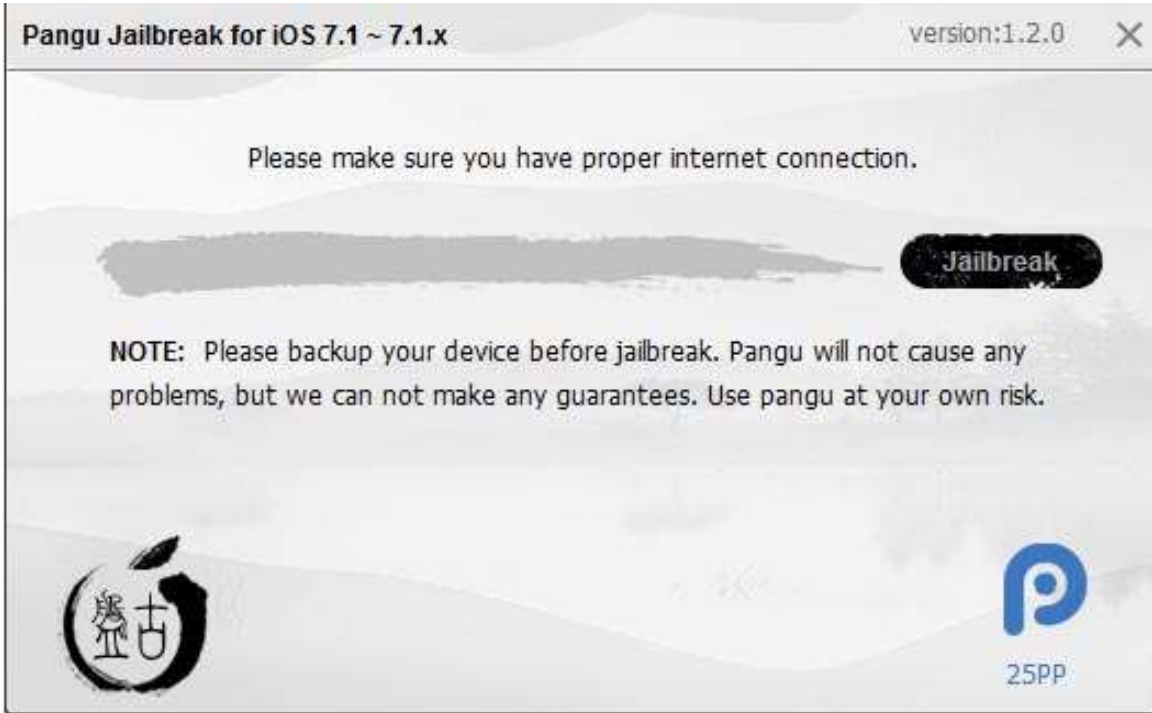 Pangu Jailbreak for iOS 7.1 ~ 7.1.x
version:1.2.0
Please make sure you have proper internet connection.
Jailbreak
NOTE: Please backup your device before jailbreak. Pangu will not cause any
problems, but we can not make any guarantees. Use pangu at your own risk.
盤古
25PP